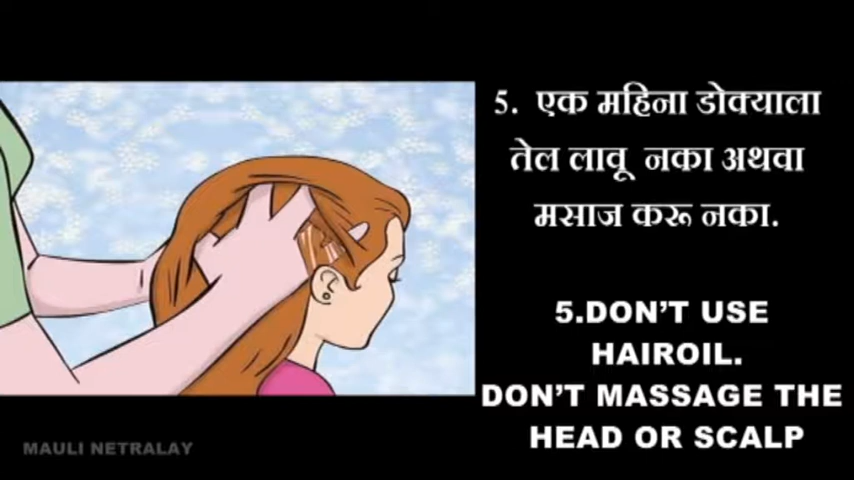 5. एक महिना डोक्याला
तेल लावू नका अथवा
मसाज करू नका.
5.DON'T USE
HAIROIL.
DON'T MASSAGE THE
HEAD OR SCALP
MAULI NETRALAY